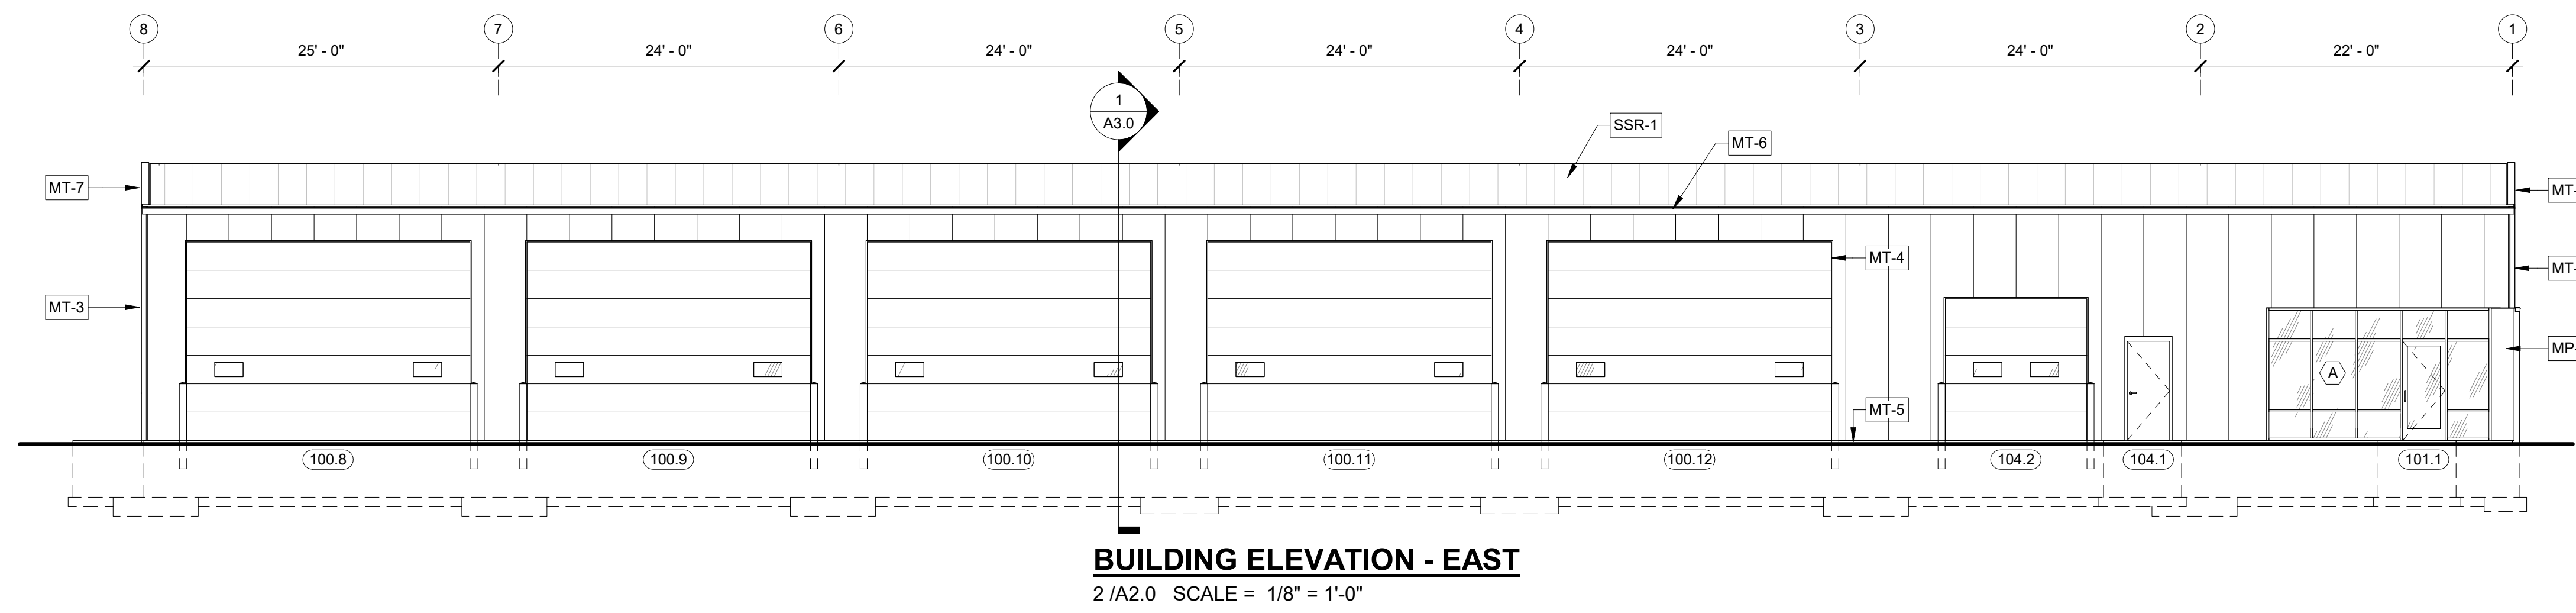 8 7 6 5 4 3 2 1
25' - 0" 24' - 0" 24' - 0" 24' - 0" 24' - 0" 24' - 0" 22' - 0"
1
A3.0
SSR-1
MT-6
MT-7
MT-
MT-4
MT-
MT-3
MP-
A
MT-5
100.8 100.9 100.10 100.11 100.12 104.2 104.1 101.1
BUILDING ELEVATION - EAST
2 /A2.0 SCALE = 1/8" = 1'-0"